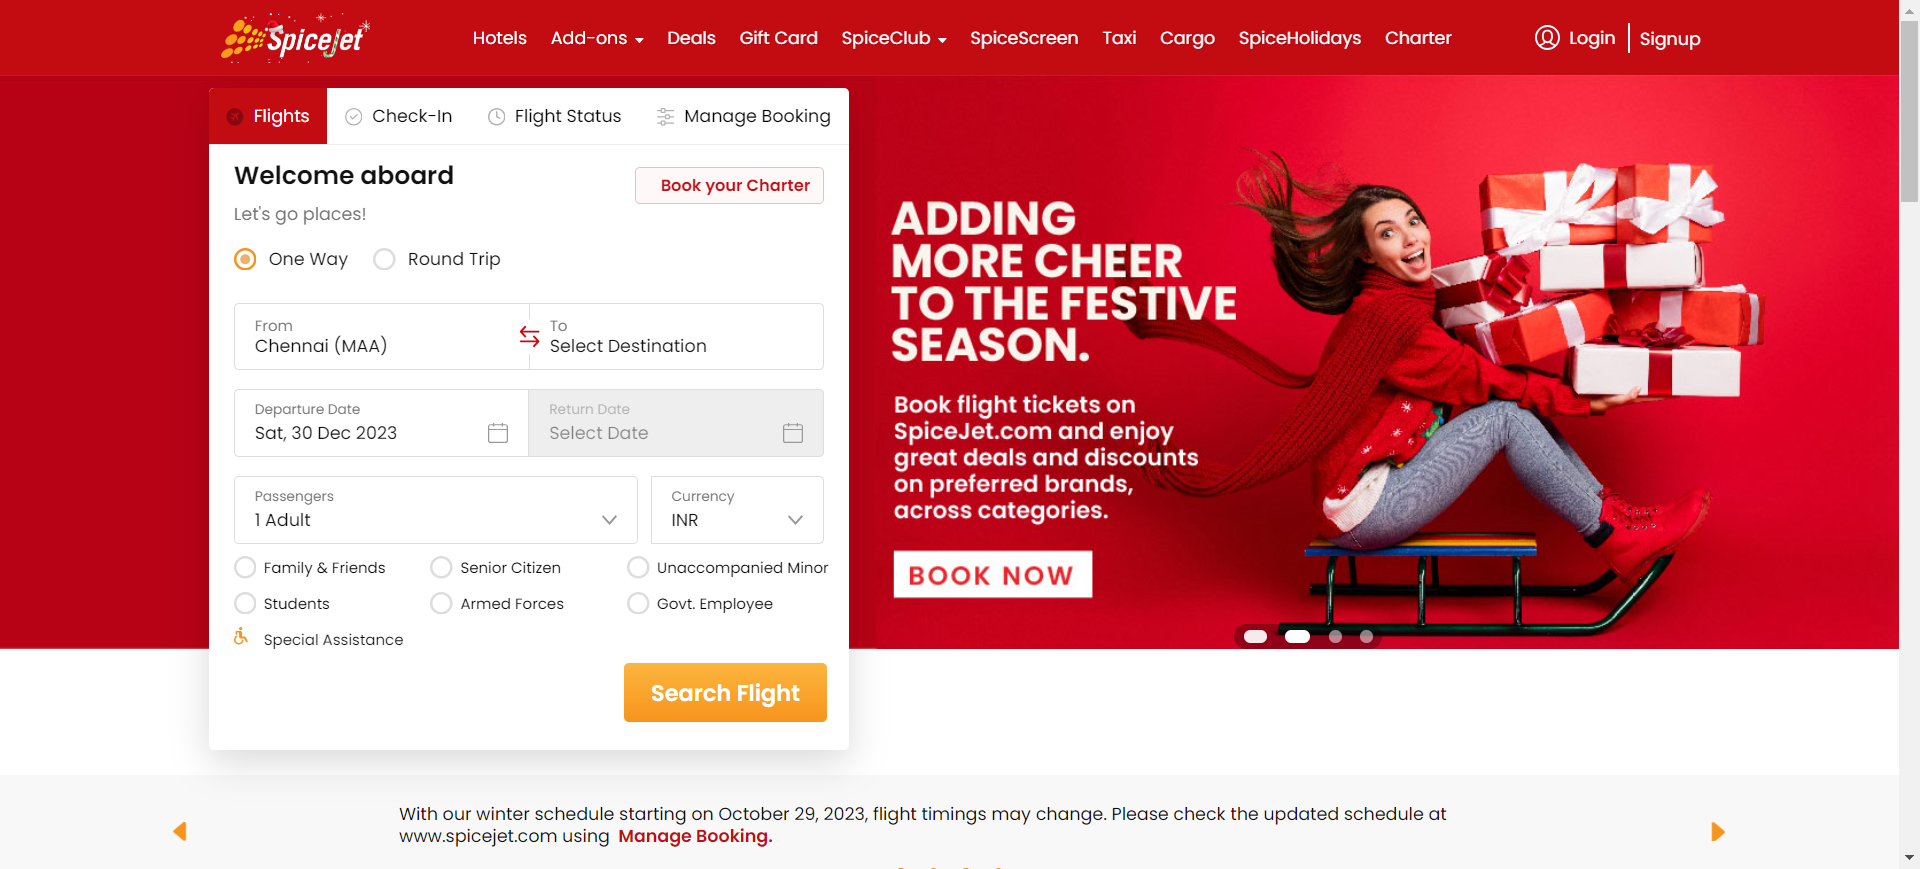 SpiceJet
Hotels Add-ons Deals Gift Card SpiceClub SpiceScreen Taxi Cargo SpiceHolidays Charter Login Signup
Flights Check-In Flight Status Manage Booking
Welcome aboard
Book your Charter
Let's go places!
One Way Round Trip
From To
Chennai (MAA) Select Destination
Departure Date Return Date
Sat, 30 Dec 2023 Select Date
Passengers Currency
1 Adult INR
Family & Friends Senior Citizen Unaccompanied Minor
Students Armed Forces Govt. Employee
Special Assistance
Search Flight
ADDING
MORE CHEER
TO THE FESTIVE
SEASON.
Book flight tickets on
SpiceJet.com and enjoy
great deals and discounts
on preferred brands,
across categories.
BOOK NOW
With our winter schedule starting on October 29, 2023, flight timings may change. Please check the updated schedule at
www.spicejet.com using Manage Booking.